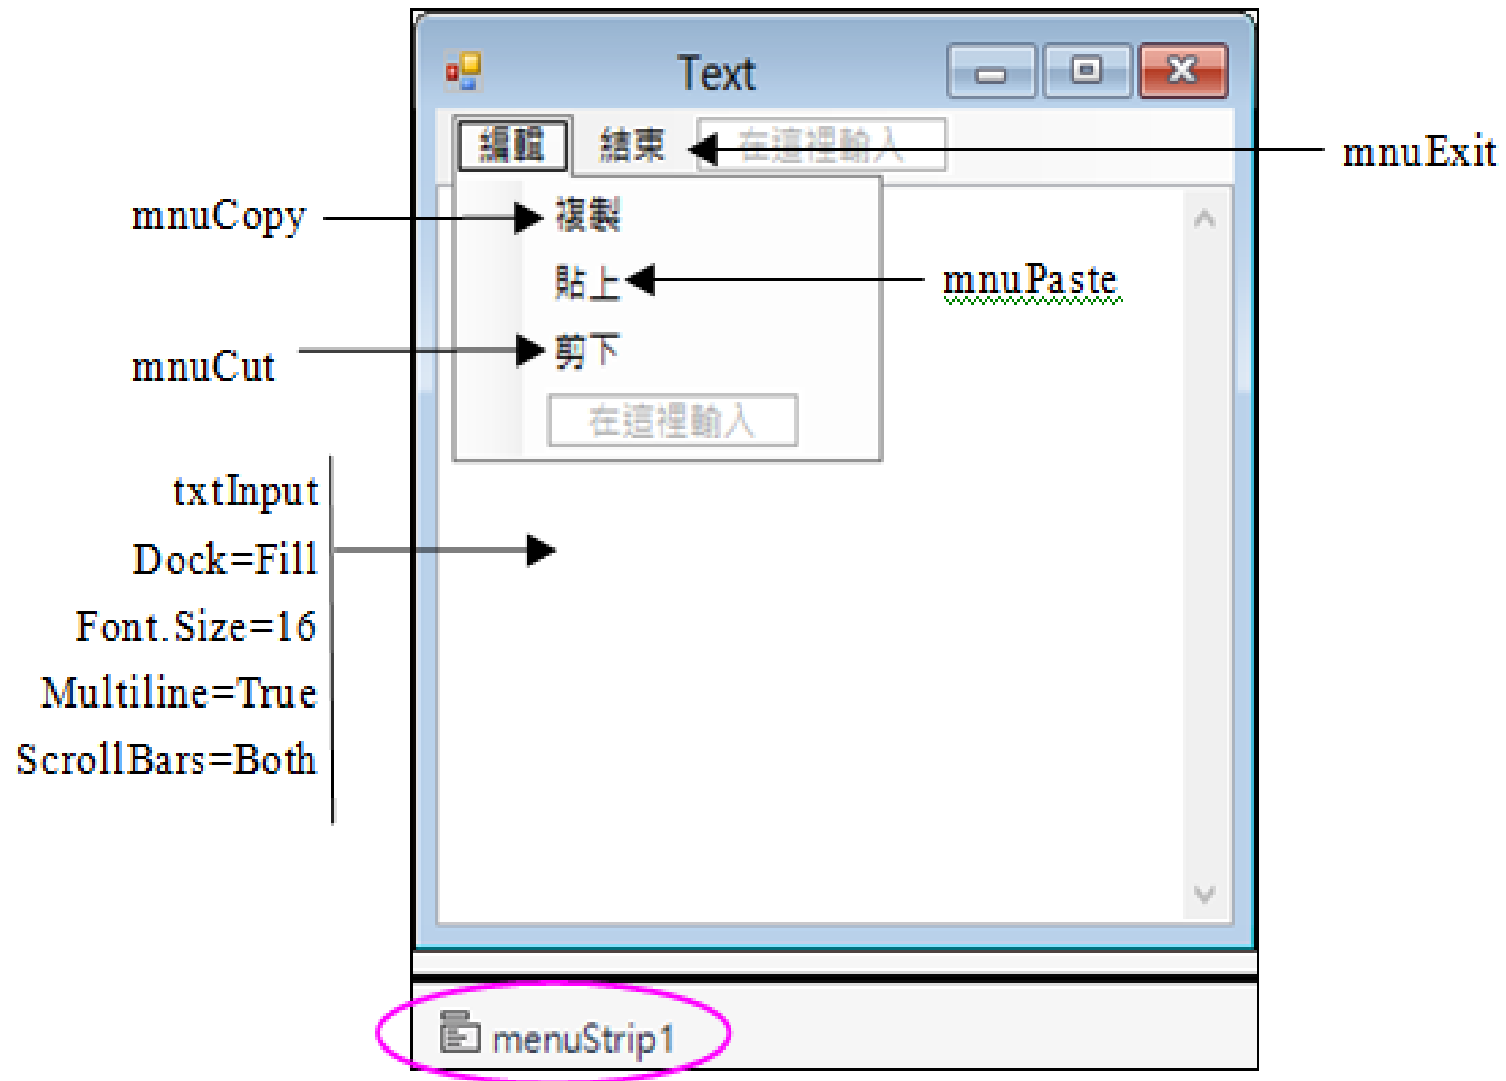 Text
編輯 結束 在這裡輸入
mnuExit
mnuCopy
複製
貼上
mnuPaste
mnuCut
剪下
在這裡輸入
txtInput
Dock=Fill
Font.Size=16
Multiline=True
ScrollBars=Both
menuStrip1